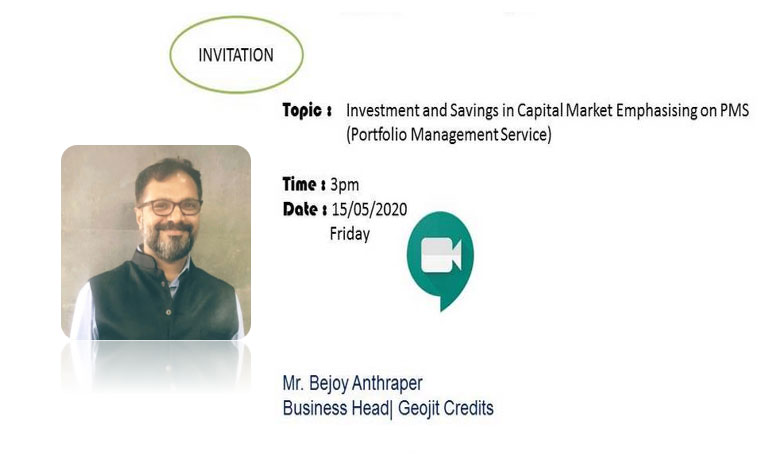 INVITATION
Topic : Investment and Savings in Capital Market Emphasising on PMS
(Portfolio Management Service)
Time : 3pm
Date : 15/05/2020
Friday
Mr. Bejoy Anthraper
Business Head| Geojit Credits